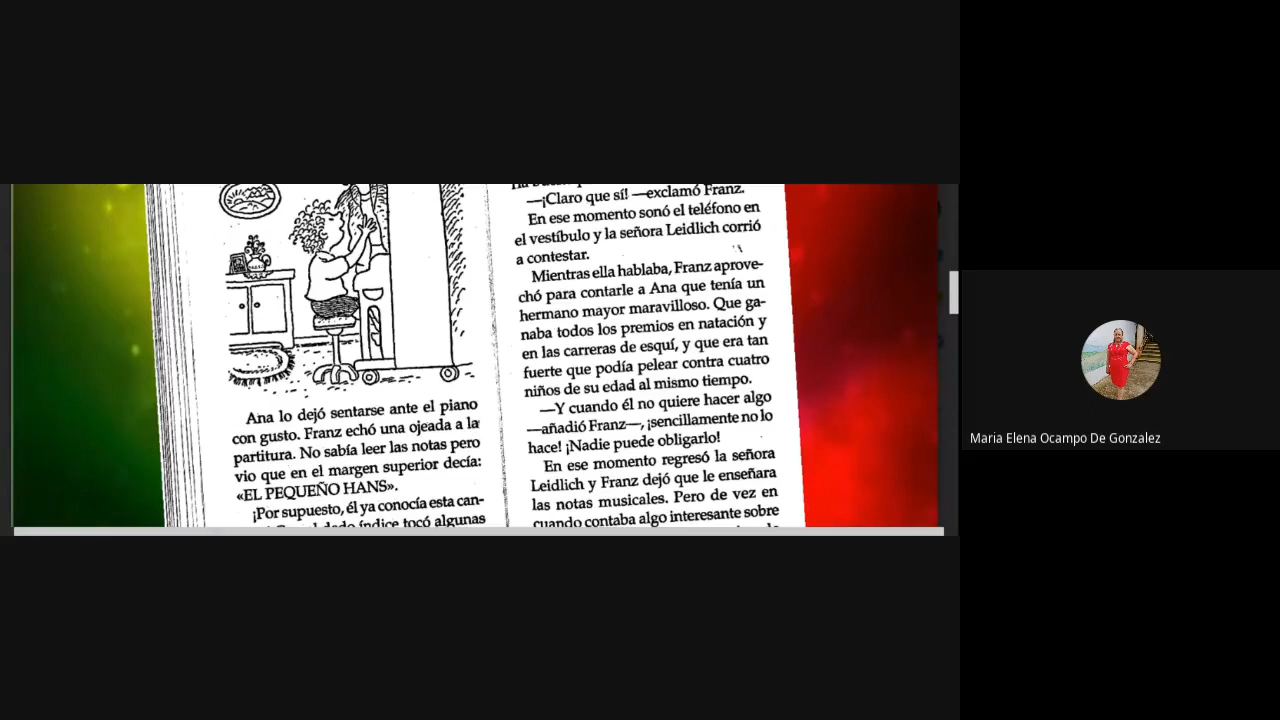 Ana lo dejó sentarse ante el piano
con gusto. Franz echó una ojeada a la
partitura. No sabía leer las notas pero
vio que en el margen superior decía:
«EL PEQUEÑO HANS».
¡Por supuesto, él ya conocía esta can-
dedo índice tocó algunas
—¡Claro que sí! —exclamó Franz.
En ese momento sonó el teléfono en
el vestíbulo y la señora Leidlich corrió
a contestar.
Mientras ella hablaba, Franz aprove-
chó para contarle a Ana que tenía un
hermano mayor maravilloso. Que ga-
naba todos los premios en natación y
en las carreras de esquí, y que era tan
fuerte que podía pelear contra cuatro
niños de su edad al mismo tiempo.
—Y cuando él no quiere hacer algo
—añadió Franz—, ¡sencillamente no lo
hace! ¡Nadie puede obligarlo!
En ese momento regresó la señora
Leidlich y Franz dejó que le enseñara
las notas musicales. Pero de vez en
cuando contaba algo interesante sobre
Maria Elena Ocampo De Gonzalez